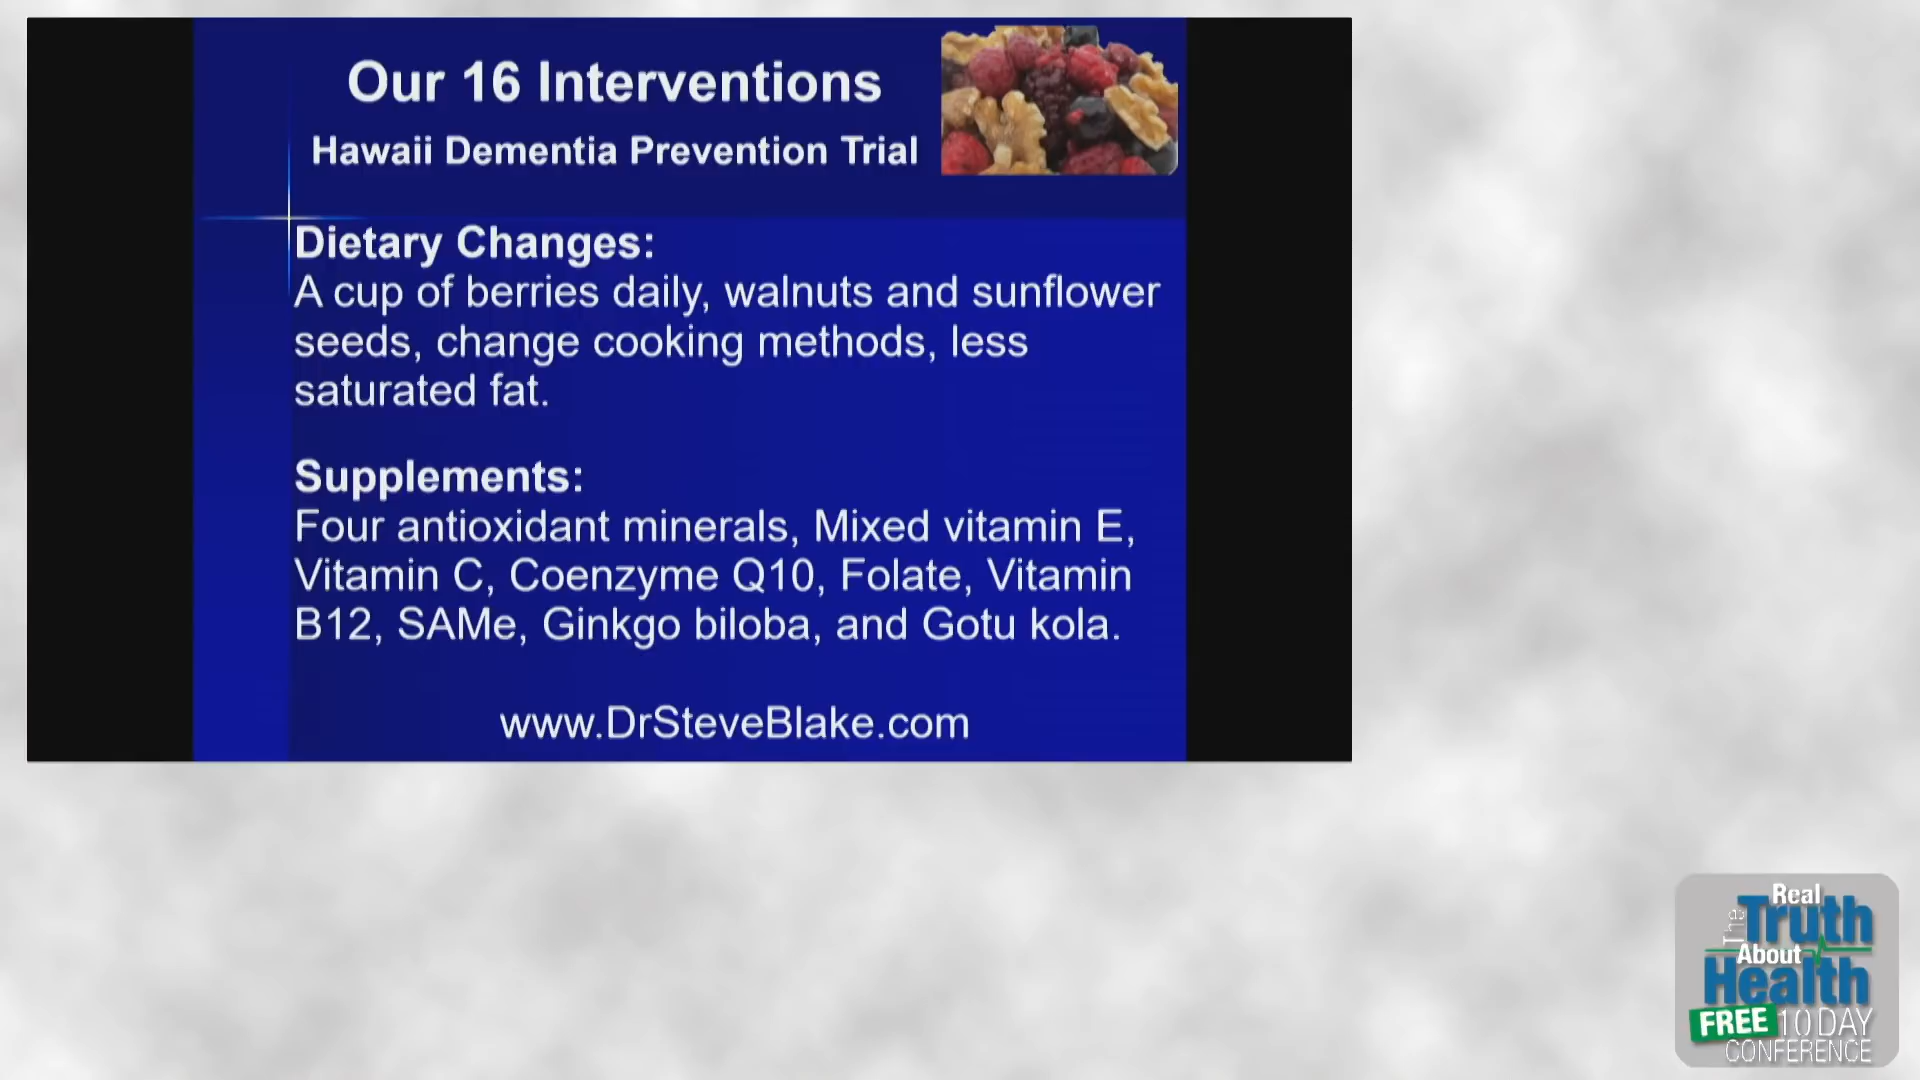 Our 16 Interventions
Hawaii Dementia Prevention Trial
Dietary Changes:
A cup of berries daily, walnuts and sunflower
seeds, change cooking methods, less
saturated fat.
Supplements:
Four antioxidant minerals, Mixed vitamin E,
Vitamin C, Coenzyme Q10, Folate, Vitamin
B12, SAMe, Ginkgo biloba, and Gotu kola.
www.DrSteveBlake.com
The Real
Truth
About
Health
FREE 10 DAY
CONFERENCE